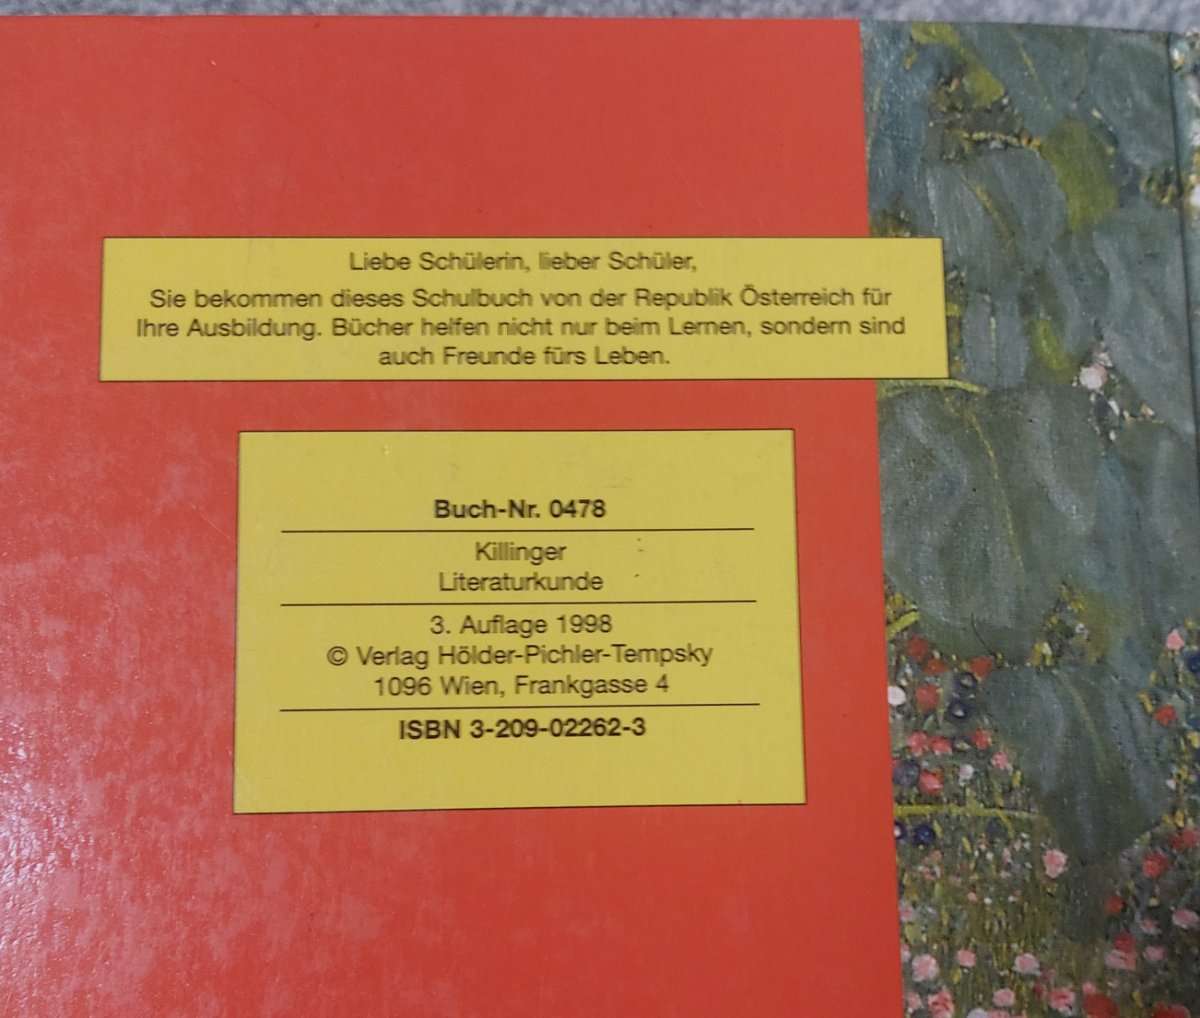 Liebe Schülerin, lieber Schüler,
Sie bekommen dieses Schulbuch von der Republik Österreich für
Ihre Ausbildung. Bücher helfen nicht nur beim Lernen, sondern sind
auch Freunde fürs Leben.
Buch-Nr. 0478
Killinger
Literaturkunde
3. Auflage 1998
© Verlag Hölder-Pichler-Tempsky
1096 Wien, Frankgasse 4
ISBN 3-209-02262-3